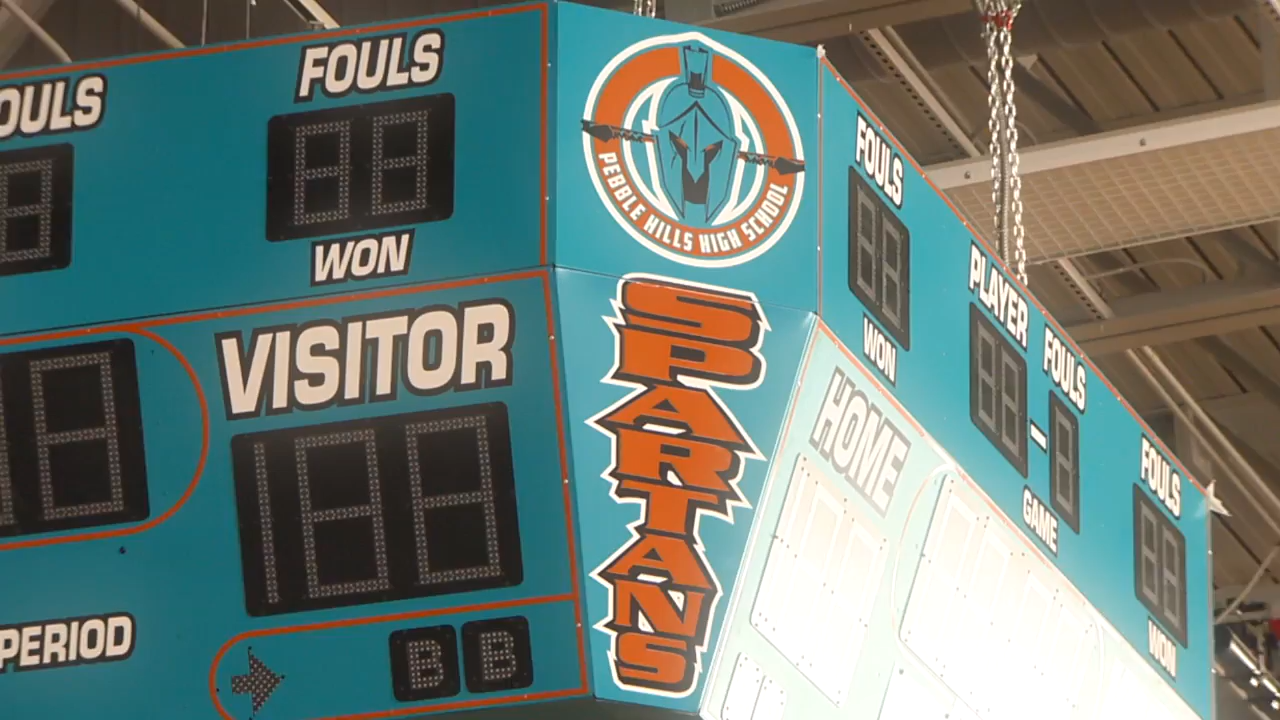 FOULS
FOULS
WON
VISITOR
PERIOD
B B
PEBBLE HILLS HIGH SCHOOL
SPARTANS
FOULS
WON
HOME
PLAYER
FOULS
GAME
FOULS
WON